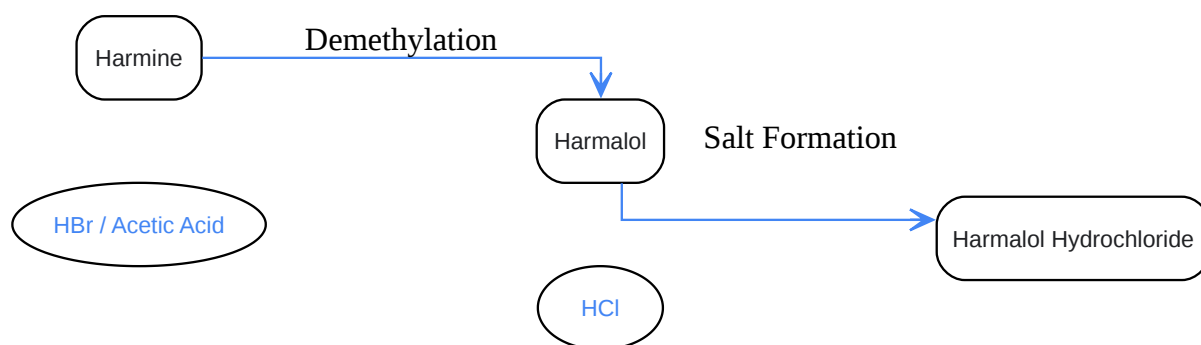 Demethylation
Harmine
Harmalol
Salt Formation
HBr / Acetic Acid
Harmalol Hydrochloride
HCl